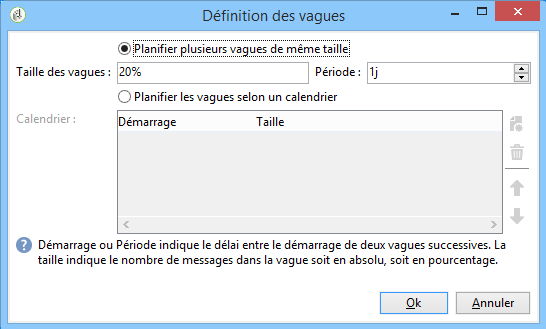 Définition des vagues
Planifier plusieurs vagues de même taille
Taille des vagues : 20% Période : 1j
Planifier les vagues selon un calendrier
Calendrier :
Démarrage Taille
Démarrage ou Période indique le délai entre le démarrage de deux vagues successives. La
taille indique le nombre de messages dans la vague soit en absolu, soit en pourcentage.
Ok Annuler